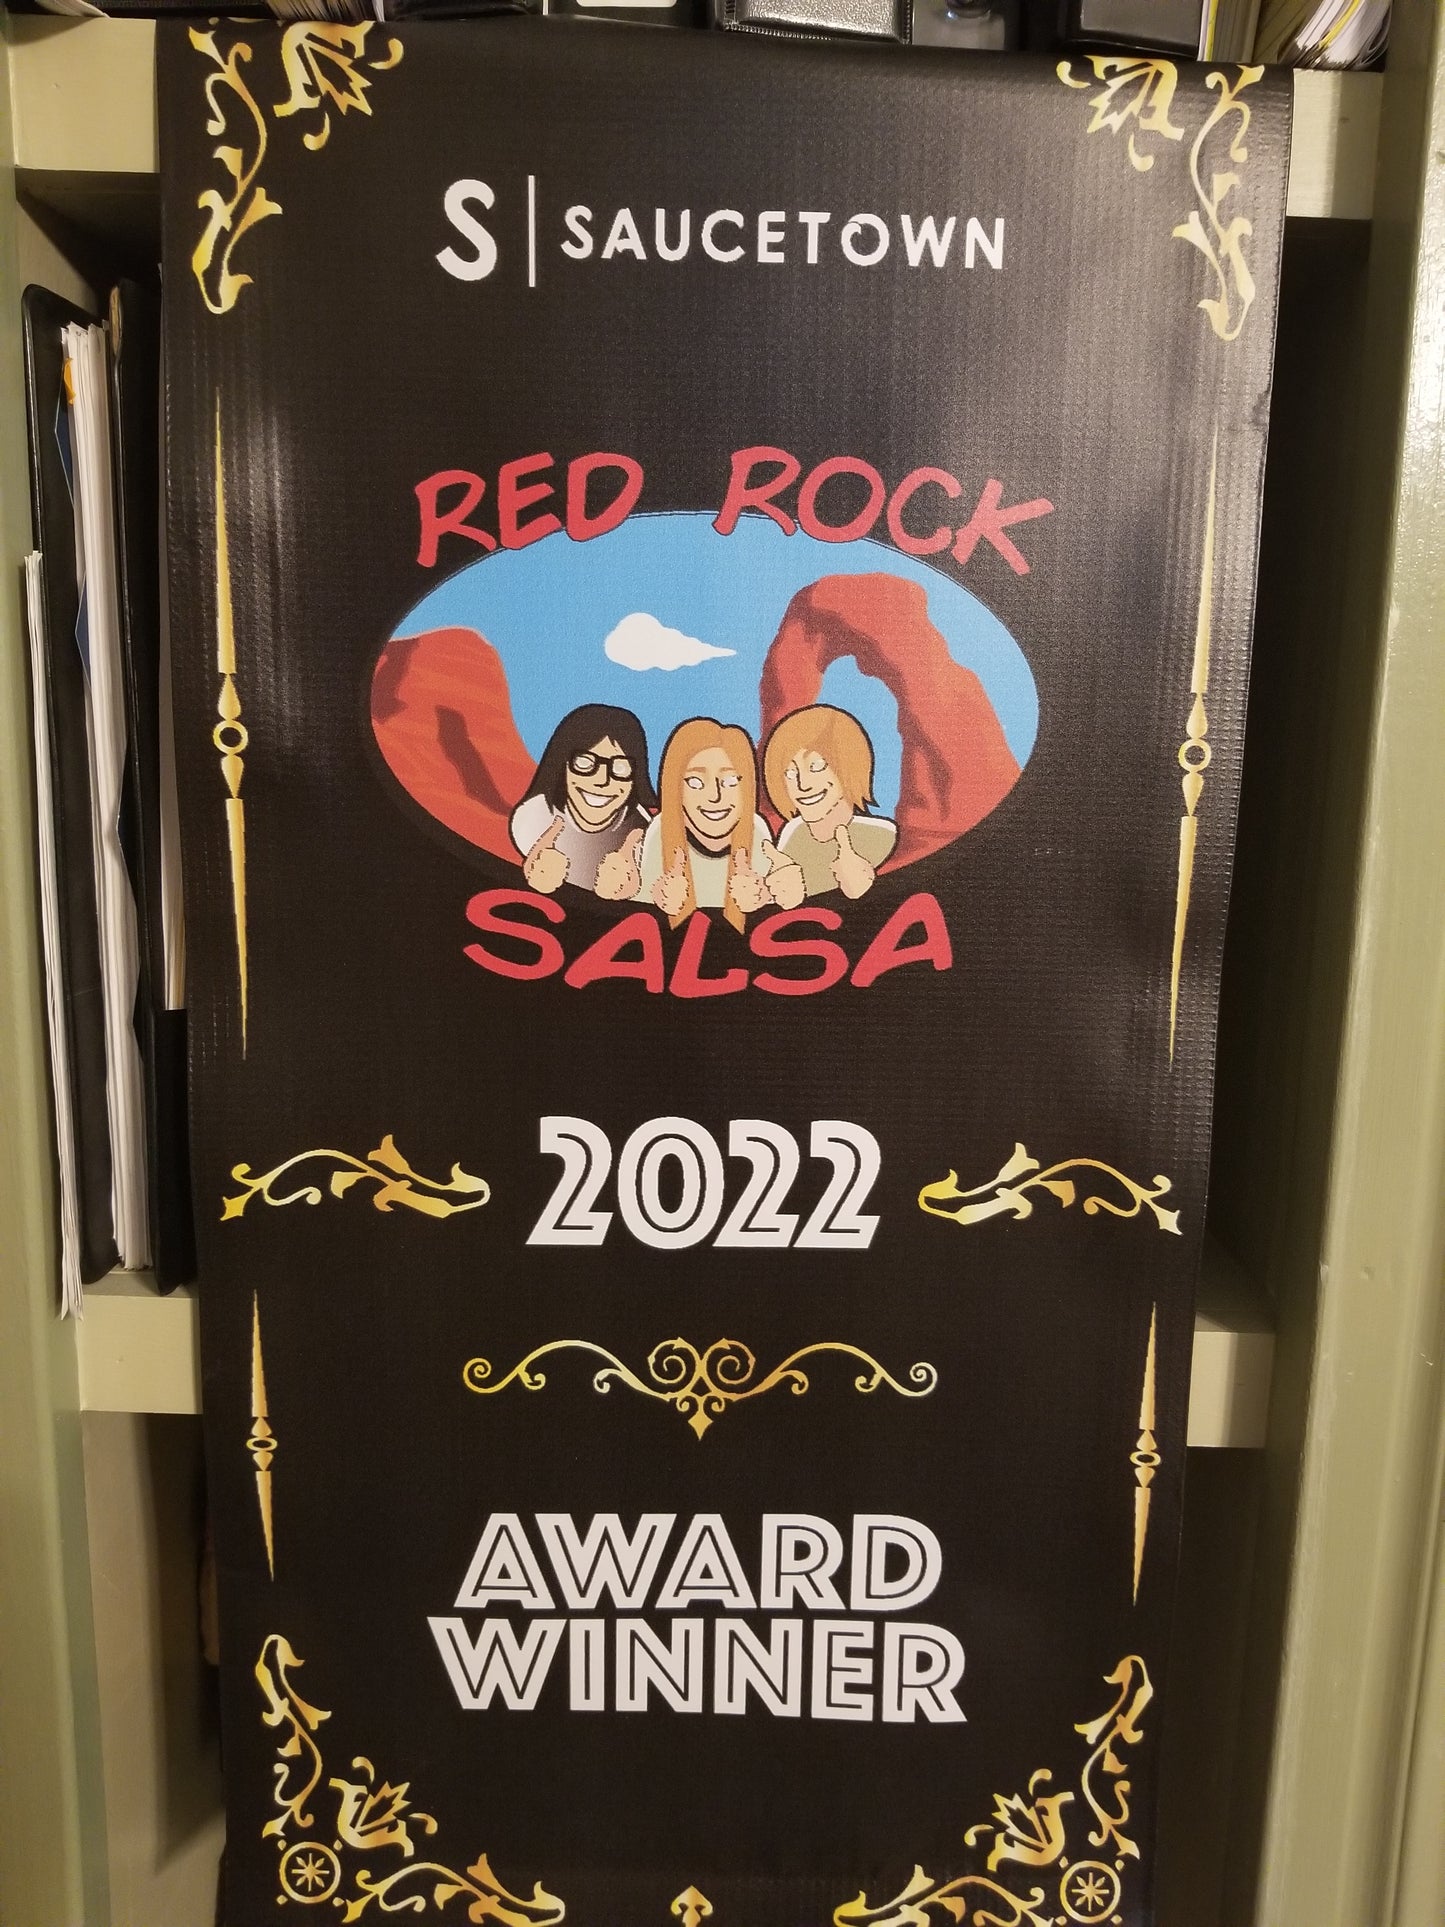 S | SAUCETOWN
RED ROCK
SALSA
2022
AWARD
WINNER